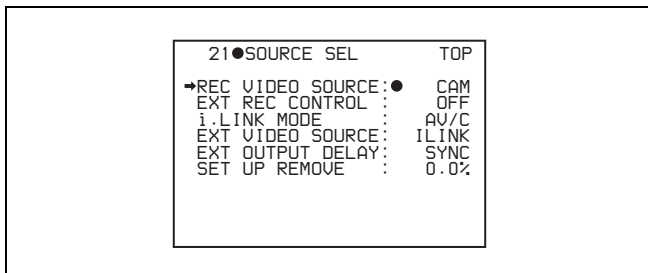 21●SOURCE SEL TOP
➡REC VIDEO SOURCE:● CAM
EXT REC CONTROL : OFF
i.LINK MODE : AV/C
EXT VIDEO SOURCE: ILINK
EXT OUTPUT DELAY: SYNC
SET UP REMOVE : 0.0%